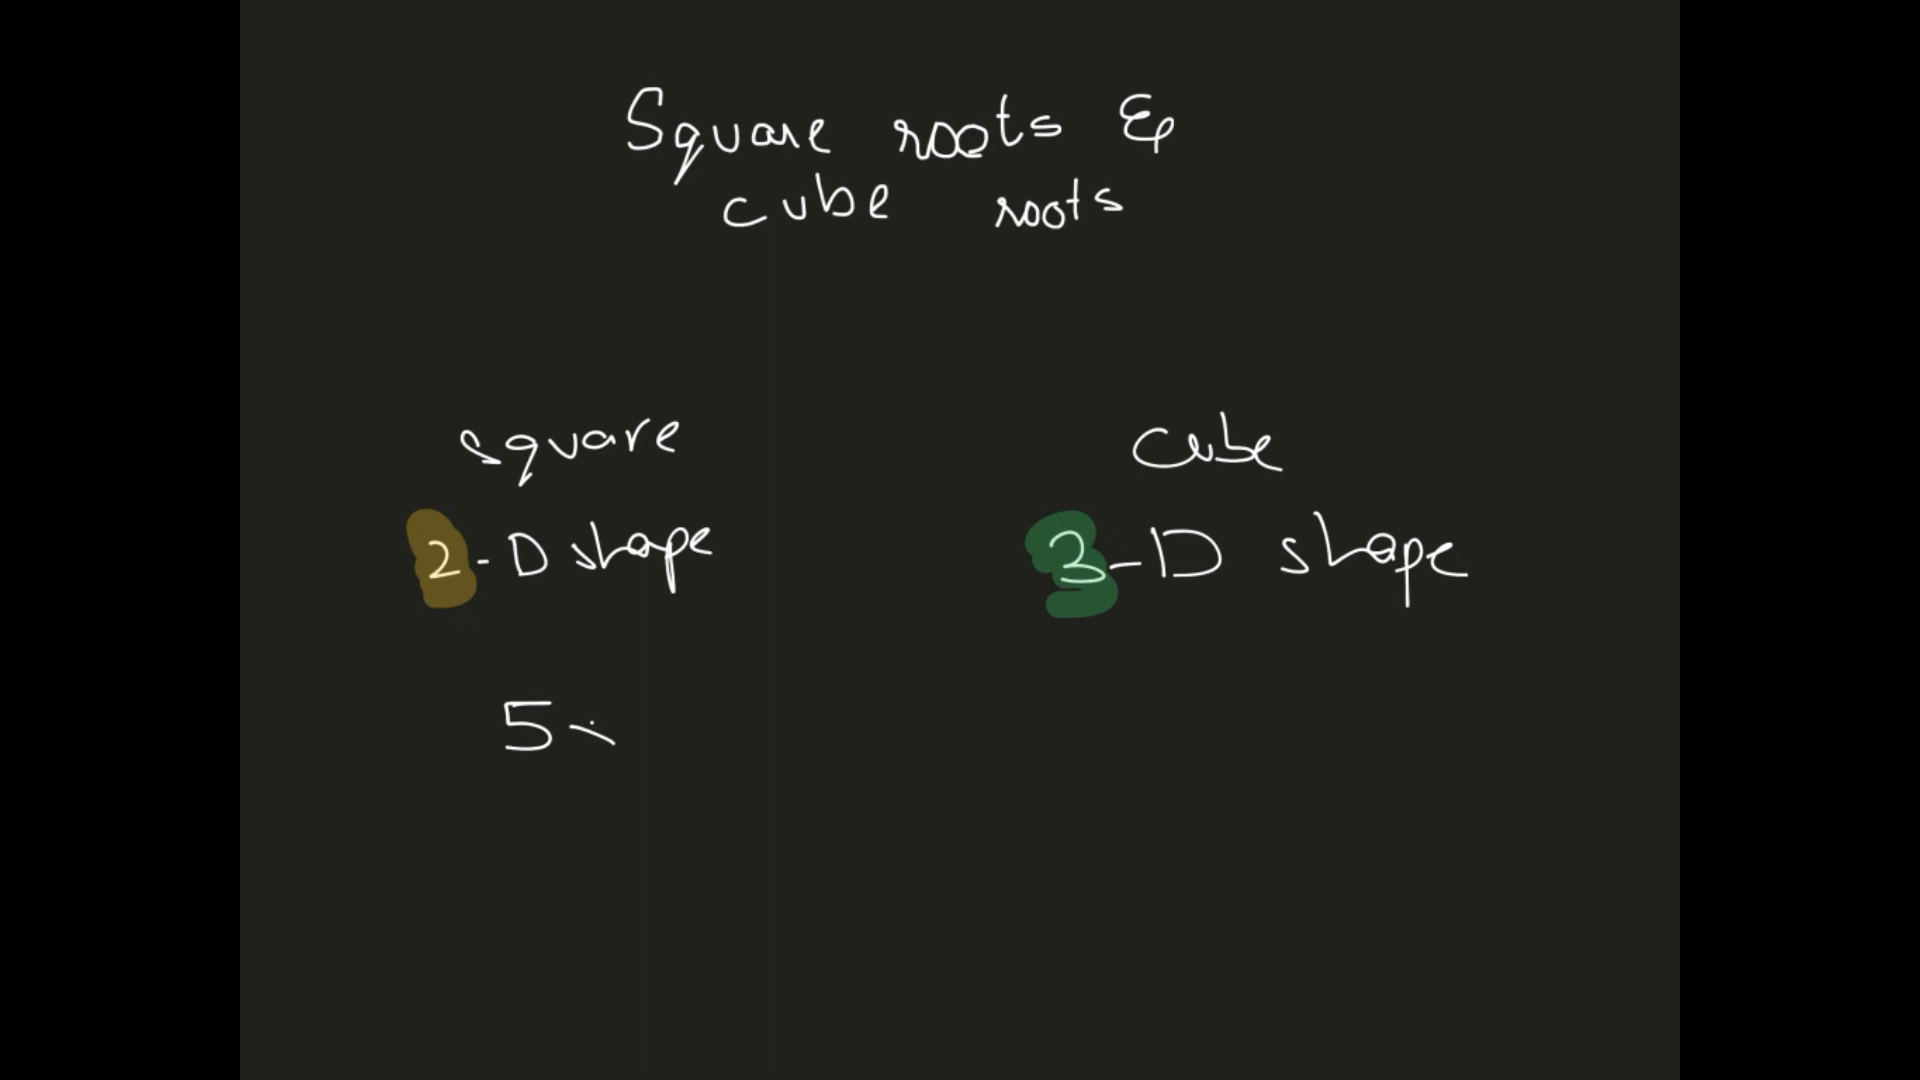 Square roots &
cube roots
square
cube
2-D shape
3-D shape
5